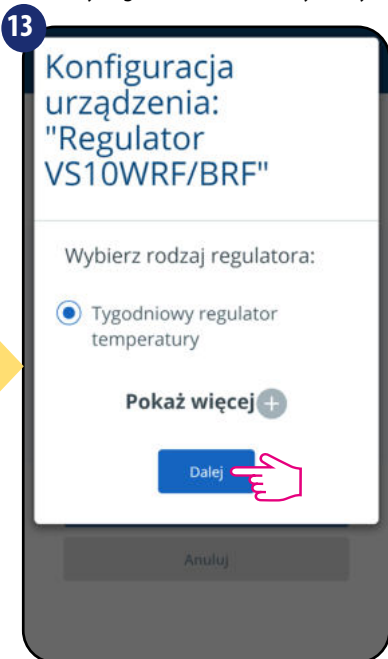 13
Konfiguracja
urządzenia:
"Regulator
VS10WRF/BRF"
Wybierz rodzaj regulatora:
Tygodniowy regulator
temperatury
Pokaż więcej +
Dalej
Anuluj